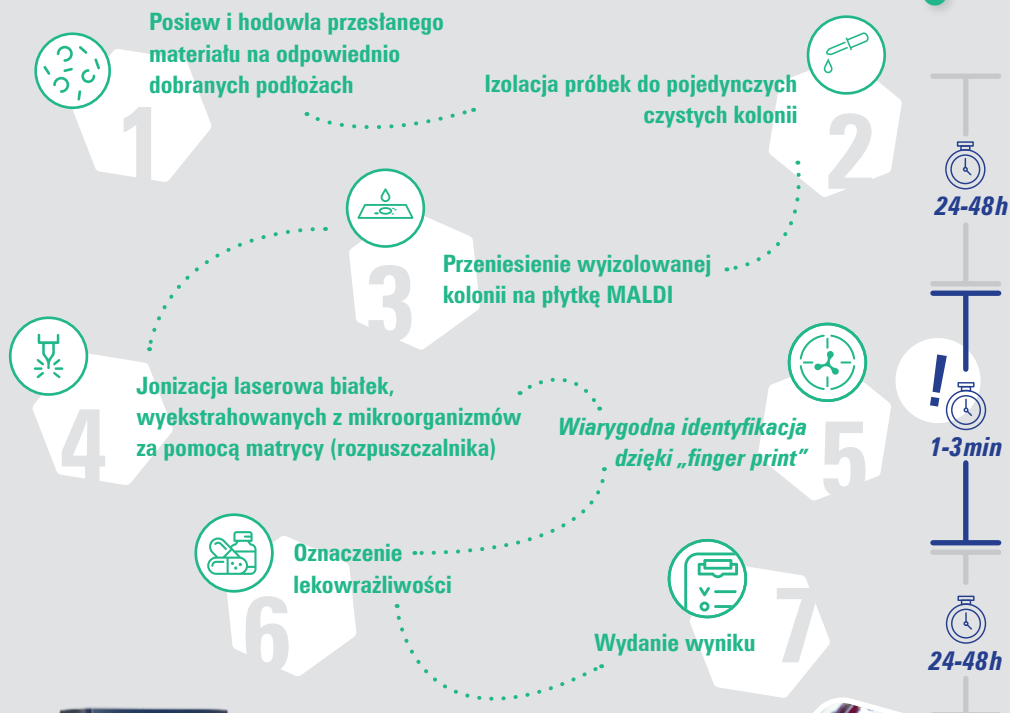 1
Posiew i hodowla przesłanego
materiału na odpowiednio
dobranych podłożach
2
Izolacja próbek do pojedynczych
czystych kolonii
24-48h
3
Przeniesienie wyizolowanej
kolonii na płytkę MALDI
4
Jonizacja laserowa białek,
wyekstrahowanych z mikroorganizmów
za pomocą matrycy (rozpuszczalnika)
5
Wiarygodna identyfikacja
dzięki „finger print”
!
1-3min
6
Oznaczenie
lekowrażliwości
7
Wydanie wyniku
24-48h